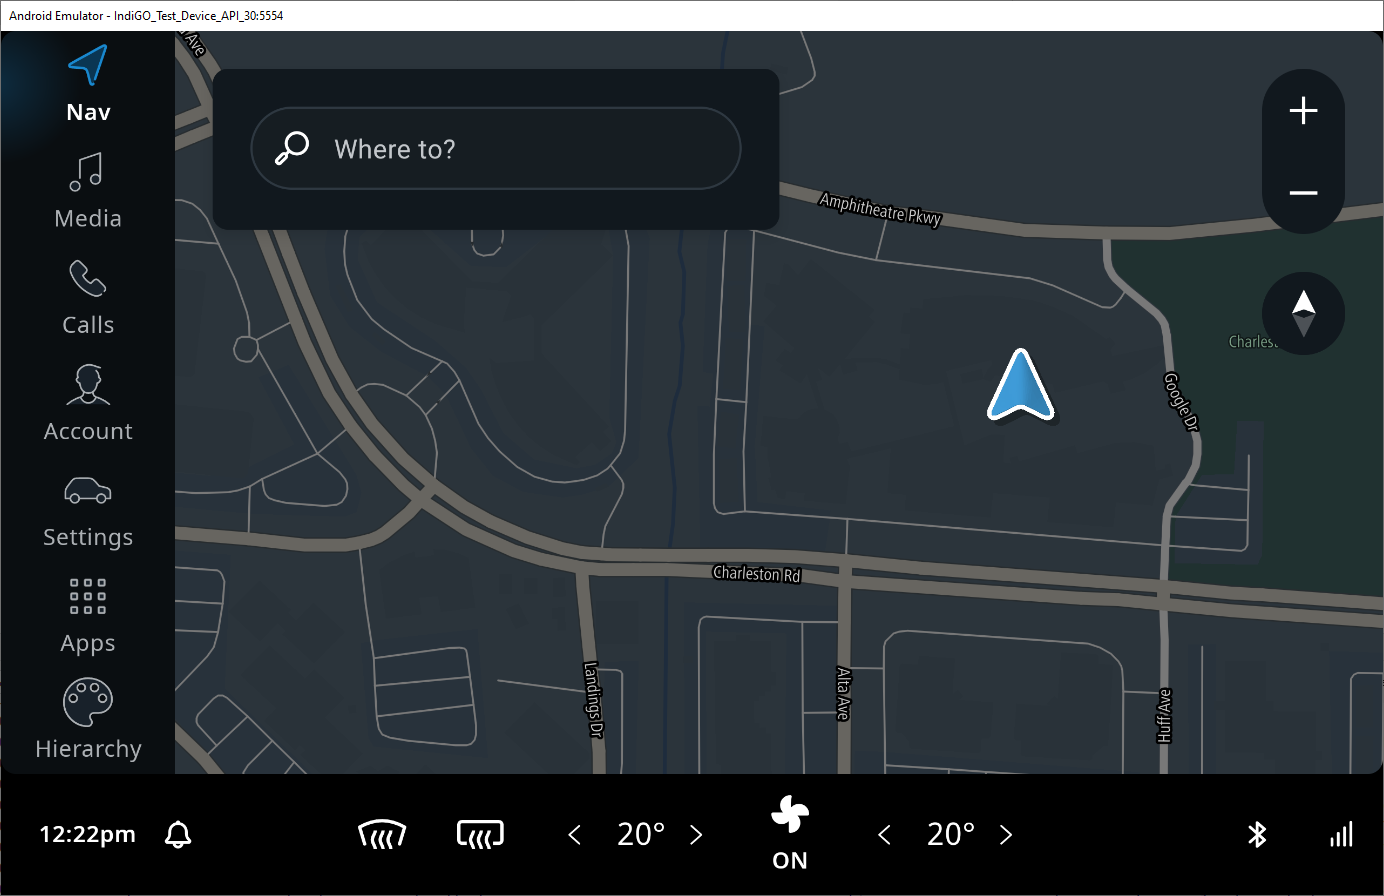 Android Emulator - IndiGO_Test_Device_API_30:5554
Nav
Media
Calls
Account
Settings
Apps
Hierarchy
Where to?
Ave
Amphitheatre Pkwy
Google Dr
Charleston Rd
Landings Dr
Alta Ave
Huff Ave
12:22pm
20°
ON
20°